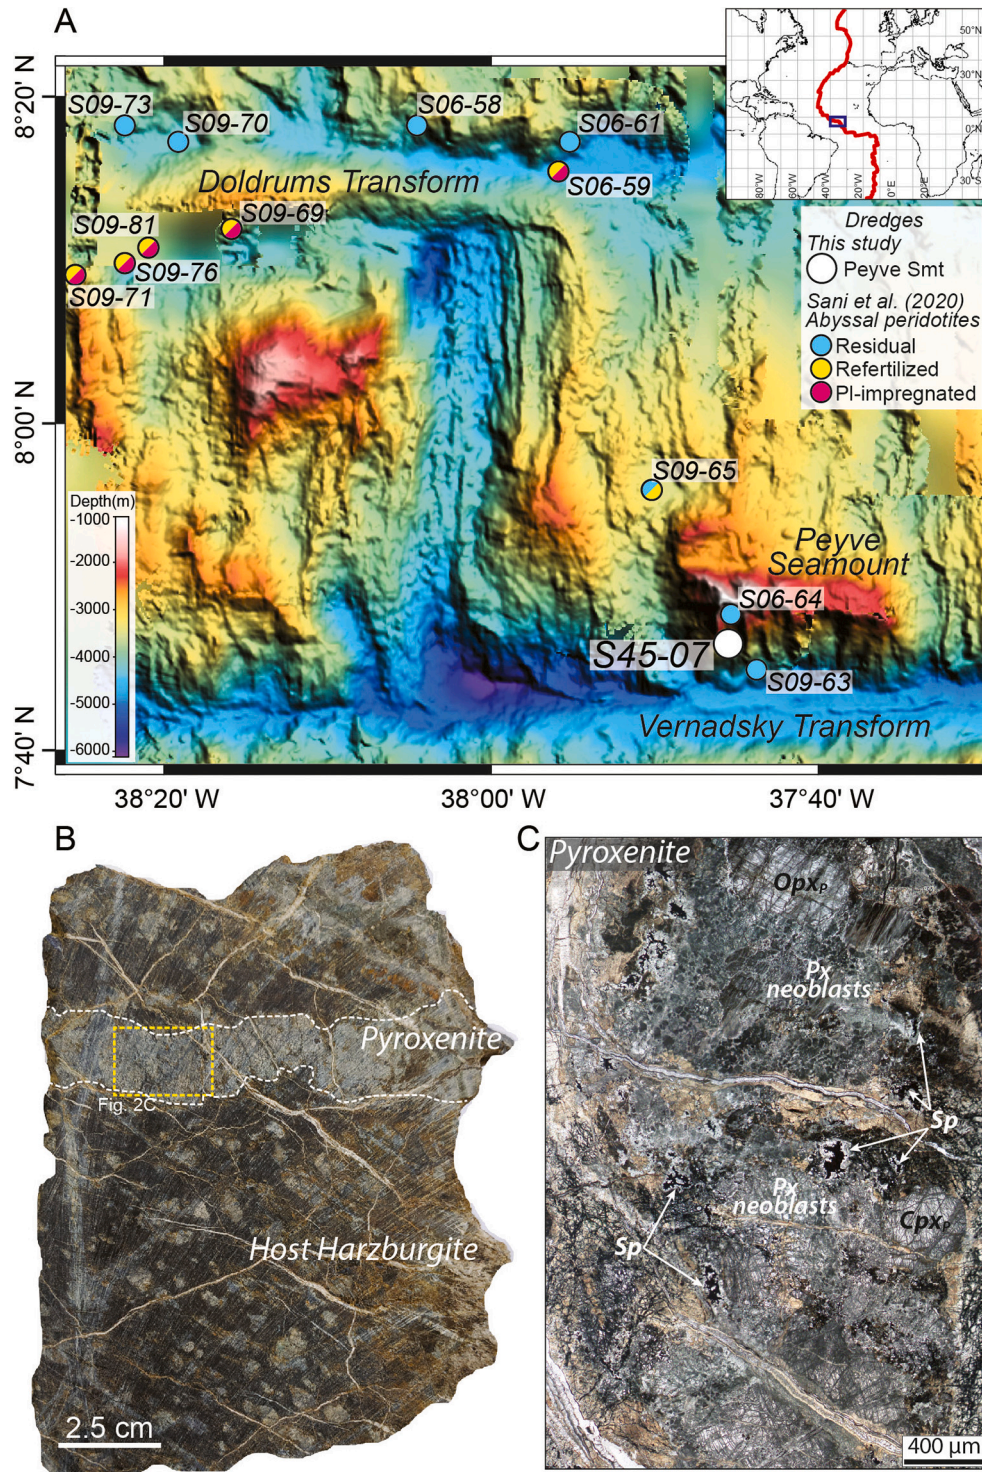 A
8°20' N
8°00' N
7°40' N
38°20' W
38°00' W
37°40' W
S09-73
S09-70
S06-58
S06-61
S06-59
Doldrums Transform
S09-69
S09-81
S09-76
S09-71
S09-65
Peyve
Seamount
S06-64
S45-07
S09-63
Vernadsky Transform
Depth(m)
-1000
-2000
-3000
-4000
-5000
-6000
50°N
30°N
10°N
0°N
30°S
80°W
60°W
40°W
20°W
0°E
20°E
Dredges
This study
Peyve Smt
Sani et al. (2020)
Abyssal peridotites
Residual
Refertilized
Pl-impregnated
B
Pyroxenite
Fig. 2C
Host Harzburgite
2.5 cm
C
Pyroxenite
Opxₚ
Px
neoblasts
Sp
Px
neoblasts
Cpxₚ
Sp
400 µm